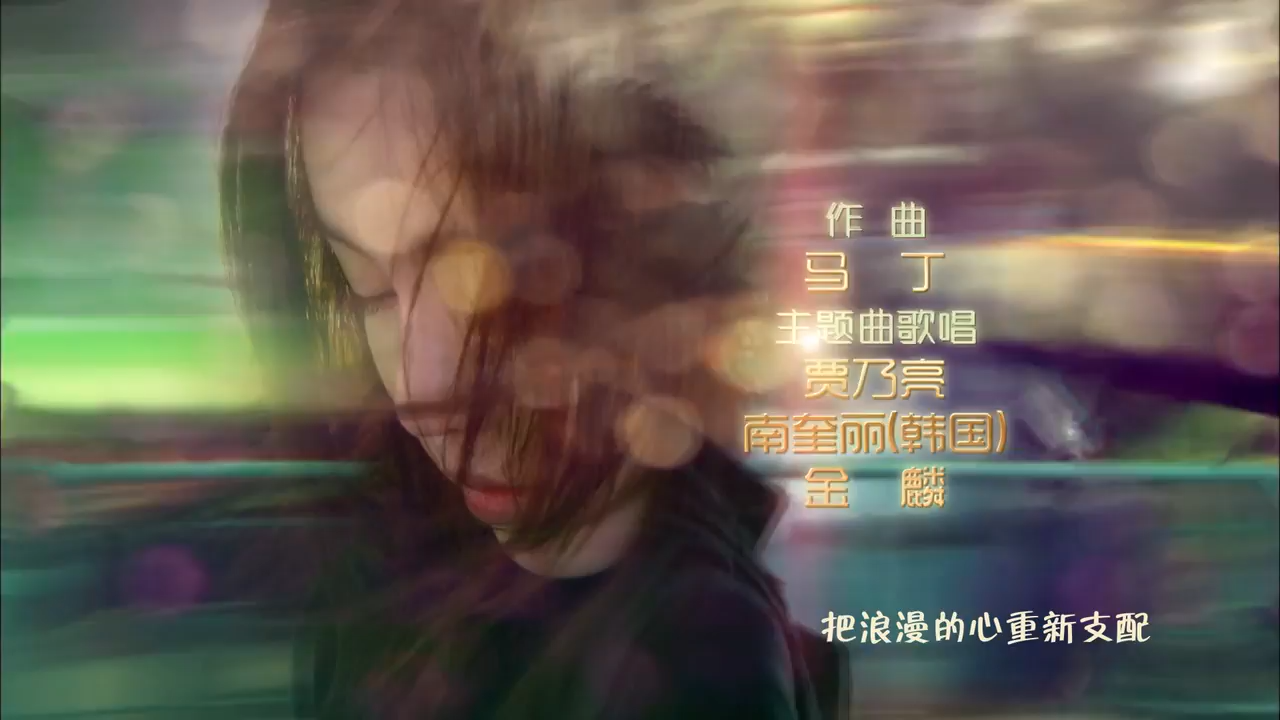 作 曲
马 丁
主题曲歌唱
贾乃亮
南奎丽(韩国)
金 麟
把浪漫的心重新支配